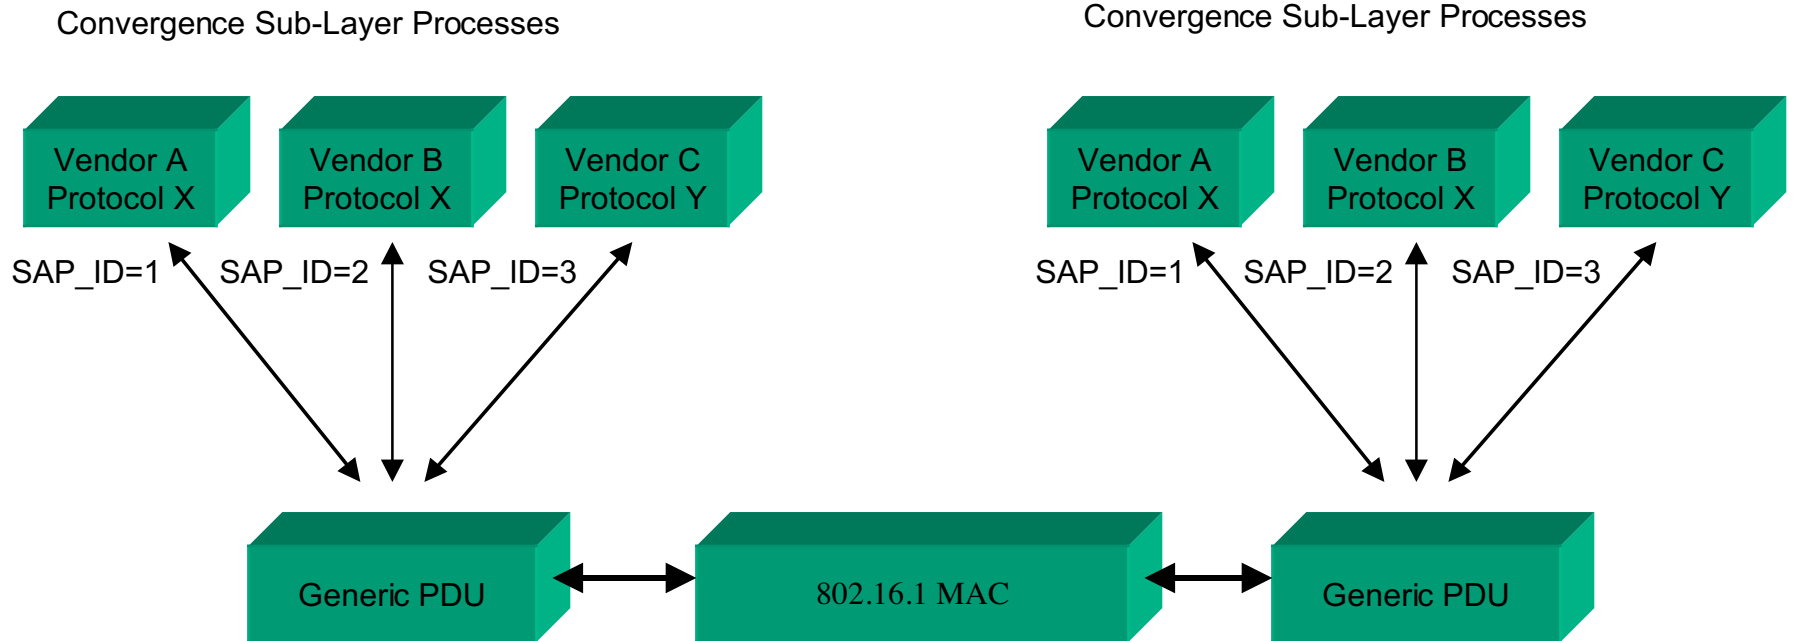 Convergence Sub-Layer Processes
Convergence Sub-Layer Processes
Vendor A
Protocol X
Vendor B
Protocol X
Vendor C
Protocol Y
Vendor A
Protocol X
Vendor B
Protocol X
Vendor C
Protocol Y
SAP_ID=1
SAP_ID=2
SAP_ID=3
SAP_ID=1
SAP_ID=2
SAP_ID=3
Generic PDU
802.16.1 MAC
Generic PDU